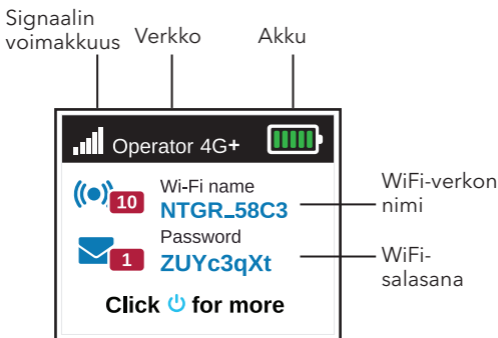 Signaalin
voimakkuus
Verkko
Akku
Operator 4G+
10
Wi-Fi name
NTGR_58C3
WiFi-verkon
nimi
1
Password
ZUYc3qXt
WiFi-
salasana
Click for more